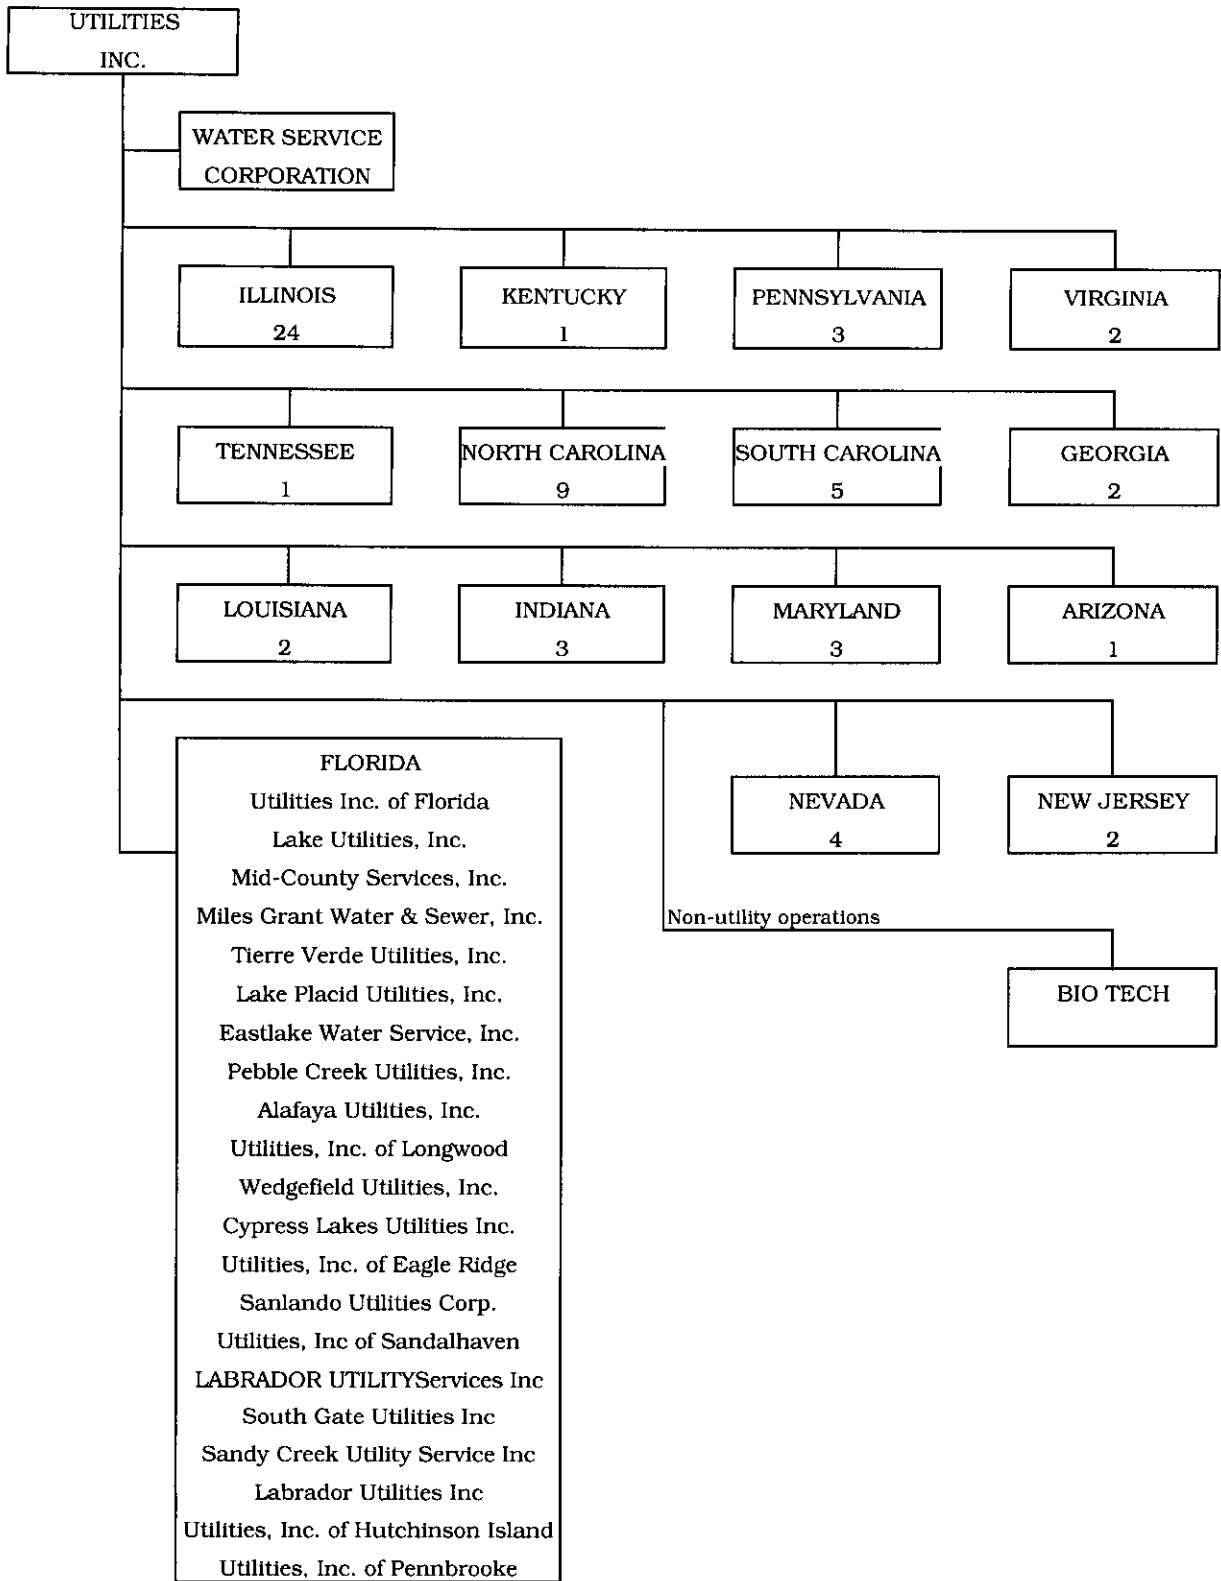 UTILITIES
INC.
WATER SERVICE
CORPORATION
ILLINOIS
24
KENTUCKY
1
PENNSYLVANIA
3
VIRGINIA
2
TENNESSEE
1
NORTH CAROLINA
9
SOUTH CAROLINA
5
GEORGIA
2
LOUISIANA
2
INDIANA
3
MARYLAND
3
ARIZONA
1
FLORIDA
Utilities Inc. of Florida
Lake Utilities, Inc.
Mid-County Services, Inc.
Miles Grant Water & Sewer, Inc.
Tierre Verde Utilities, Inc.
Lake Placid Utilities, Inc.
Eastlake Water Service, Inc.
Pebble Creek Utilities, Inc.
Alafaya Utilities, Inc.
Utilities, Inc. of Longwood
Wedgefield Utilities, Inc.
Cypress Lakes Utilities Inc.
Utilities, Inc. of Eagle Ridge
Sanlando Utilities Corp.
Utilities, Inc of Sandalhaven
LABRADOR UTILITYServices Inc
South Gate Utilities Inc
Sandy Creek Utility Service Inc
Labrador Utilities Inc
Utilities, Inc. of Hutchinson Island
Utilities, Inc. of Pennbrooke
NEVADA
4
NEW JERSEY
2
Non-utility operations
BIO TECH